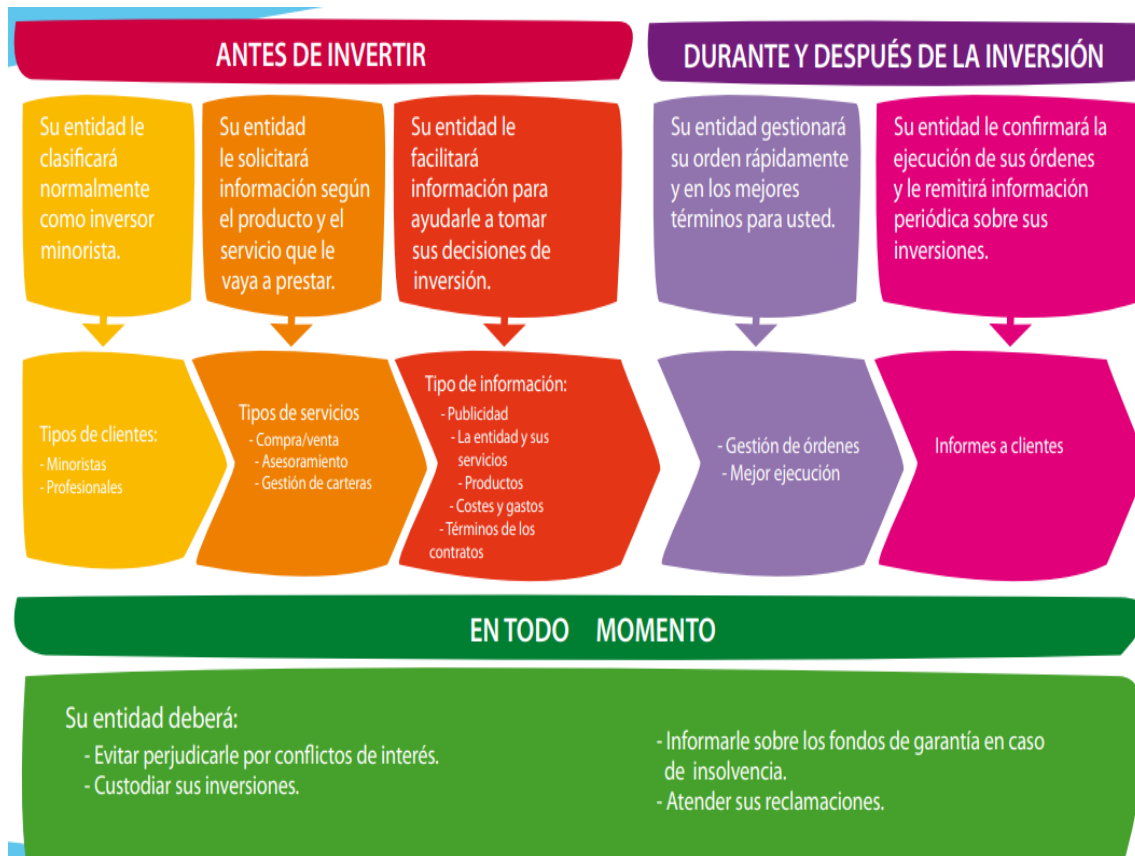 ANTES DE INVERTIR
Su entidad le
clasificará
normalmente
como inversor
minorista.
Su entidad
le solicitará
información según
el producto y el
servicio que le
vaya a prestar.
Su entidad le
facilitará
información para
ayudarle a tomar
sus decisiones de
inversión.
Tipos de clientes:
- Minoristas
- Profesionales
Tipos de servicios
- Compra/venta
- Asesoramiento
- Gestión de carteras
Tipo de información:
- Publicidad
- La entidad y sus
servicios
- Productos
- Costes y gastos
- Términos de los
contratos
DURANTE Y DESPUÉS DE LA INVERSIÓN
Su entidad gestionará
su orden rápidamente
y en los mejores
términos para usted.
Su entidad le confirmará la
ejecución de sus órdenes
y le remitirá información
periódica sobre sus
inversiones.
- Gestión de órdenes
- Mejor ejecución
Informes a clientes
EN TODO MOMENTO
Su entidad deberá:
- Evitar perjudicarle por conflictos de interés.
- Custodiar sus inversiones.
- Informarle sobre los fondos de garantía en caso
de insolvencia.
- Atender sus reclamaciones.